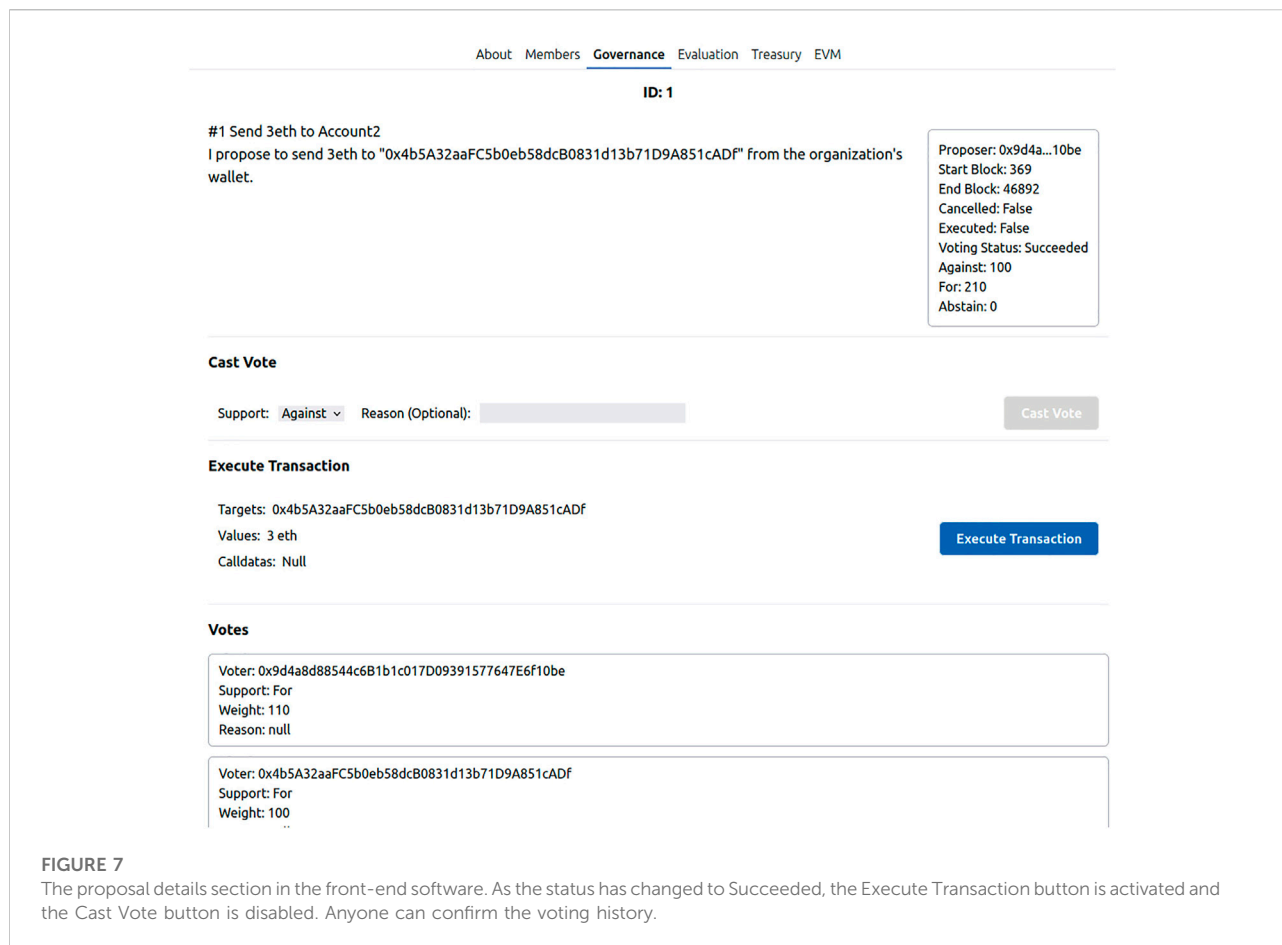 About Members Governance Evaluation Treasury EVM
ID: 1
#1 Send 3eth to Account2
I propose to send 3eth to "0x4b5A32aaFC5b0eb58dcB0831d13b71D9A851cADf" from the organization's
wallet.
Proposer: 0x9d4a...10be
Start Block: 369
End Block: 46892
Cancelled: False
Executed: False
Voting Status: Succeeded
Against: 100
For: 210
Abstain: 0
Cast Vote
Support: Against Reason (Optional):
Cast Vote
Execute Transaction
Targets: 0x4b5A32aaFC5b0eb58dcB0831d13b71D9A851cADf
Values: 3 eth
Calldatas: Null
Execute Transaction
Votes
Voter: 0x9d4a8d88544c6B1b1c017D09391577647E6f10be
Support: For
Weight: 110
Reason: null
Voter: 0x4b5A32aaFC5b0eb58dcB0831d13b71D9A851cADf
Support: For
Weight: 100
FIGURE 7
The proposal details section in the front-end software. As the status has changed to Succeeded, the Execute Transaction button is activated and
the Cast Vote button is disabled. Anyone can confirm the voting history.